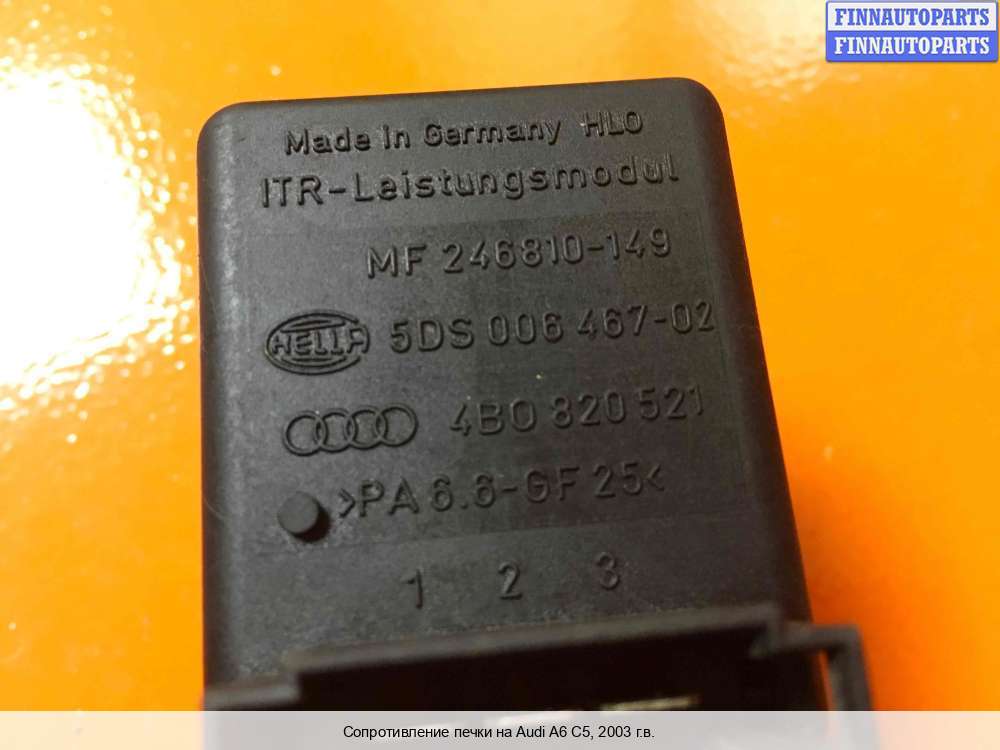 FINNAUTOPARTS
FINNAUTOPARTS
Made in Germany HLO
ITR-Leistungsmodul
MF 246810-149
HELLA 5DS 006 467-02
4B0 820 521
>PA 6.6-GF 25<
1 2 3
Сопротивление печки на Audi A6 C5, 2003 г.в.